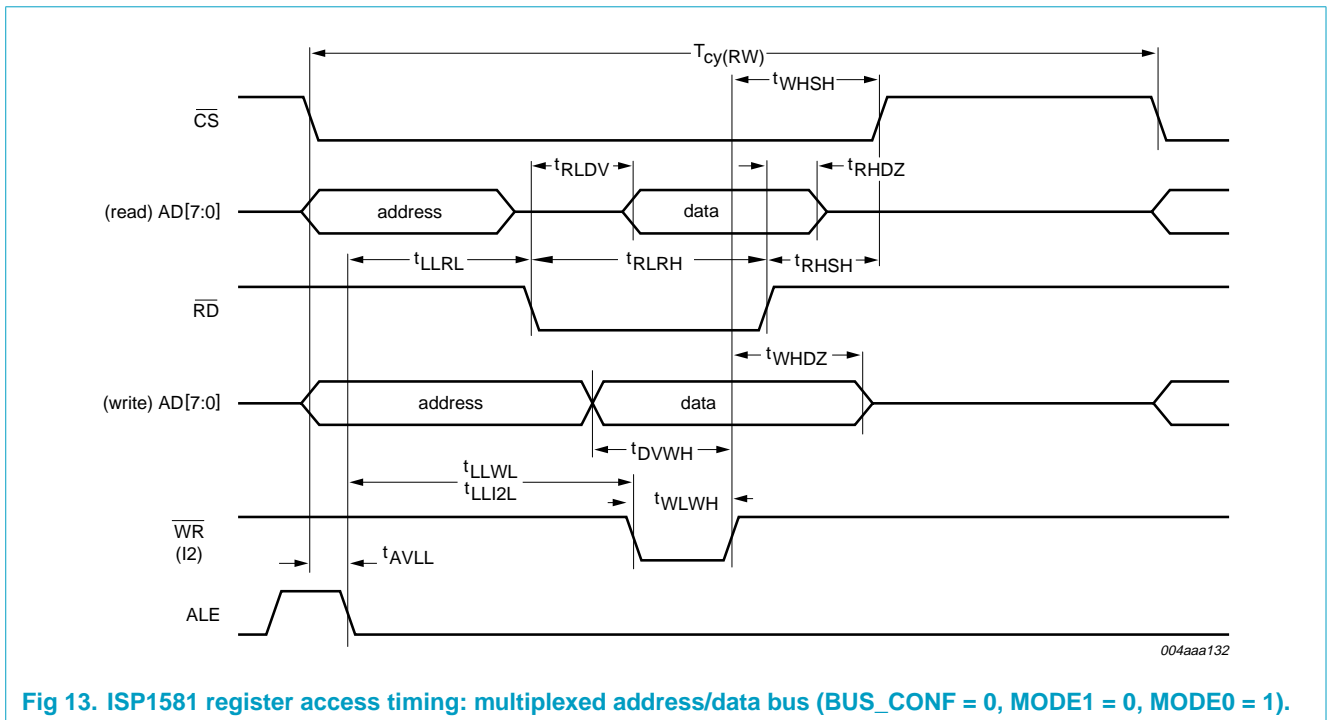 Tcy(RW)
tWHSH
CS
tRLDV
tRHDZ
(read) AD[7:0]
address
data
tLLRL
tRLRH
tRHSH
RD
tWHDZ
(write) AD[7:0]
address
data
tDVWH
tLLWL
tLLI2L
tWLWH
WR
(I2)
tAVLL
ALE
004aaa132
Fig 13. ISP1581 register access timing: multiplexed address/data bus (BUS_CONF = 0, MODE1 = 0, MODE0 = 1).